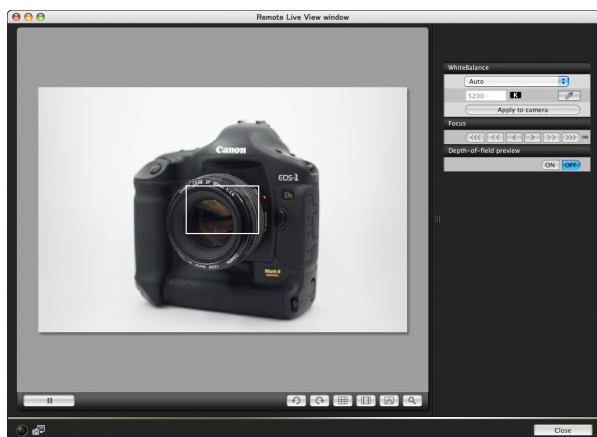 Remote Live View window
WhiteBalance
Auto
5200 K
Apply to camera
Focus
<<< << < > >> >>> ∞
Depth-of-field preview
ON OFF
Canon
EOS-1
Ds
Mark II
Close